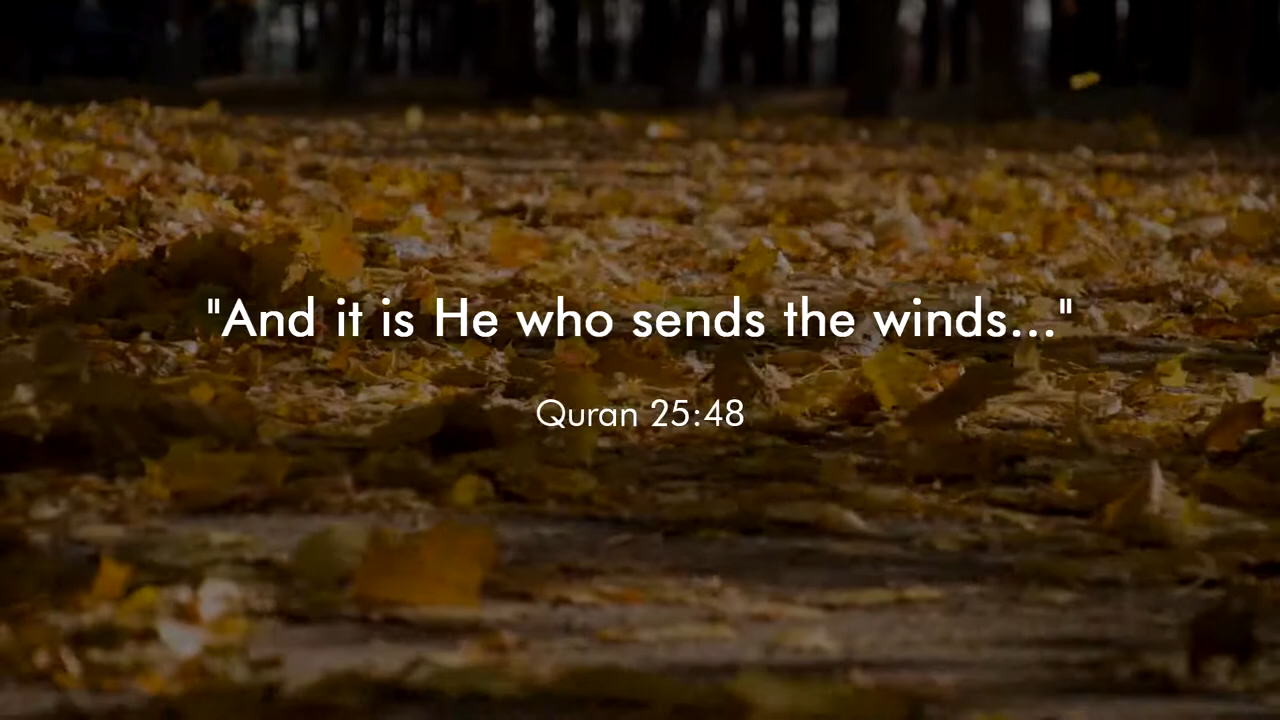 "And it is He who sends the winds..."
Quran 25:48